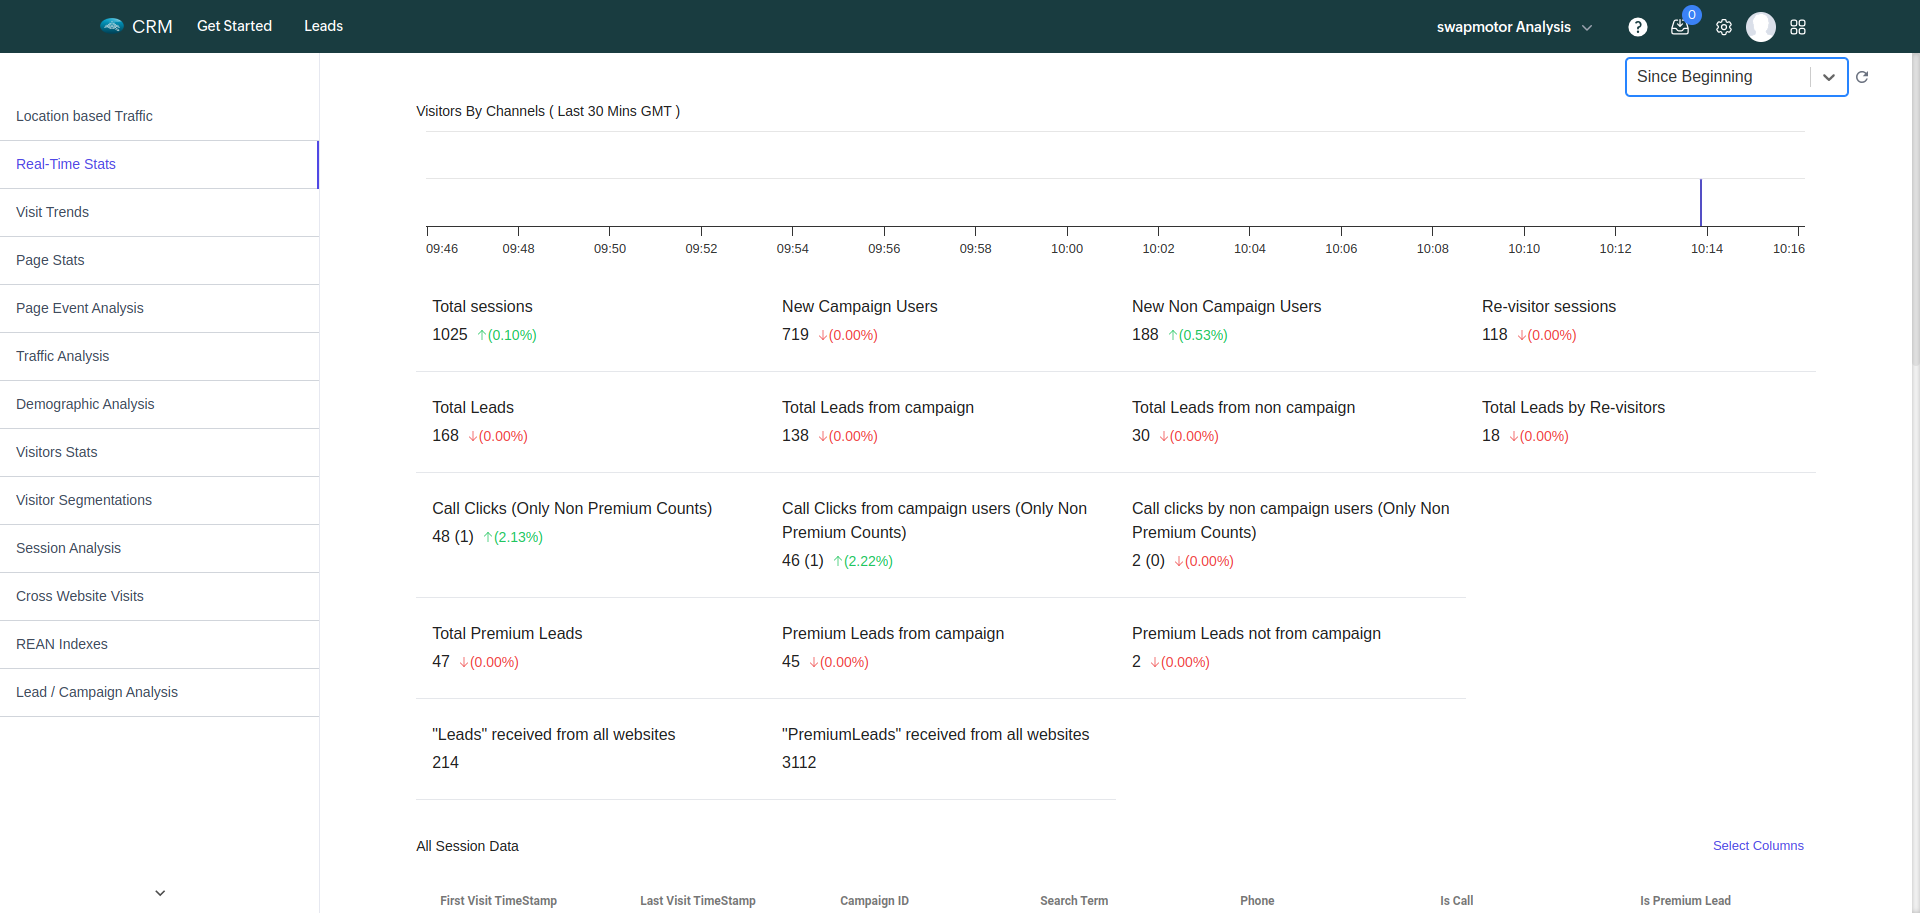 CRM Get Started Leads swapmotor Analysis ? 0
Since Beginning
Location based Traffic
Real-Time Stats
Visit Trends
Page Stats
Page Event Analysis
Traffic Analysis
Demographic Analysis
Visitors Stats
Visitor Segmentations
Session Analysis
Cross Website Visits
REAN Indexes
Lead / Campaign Analysis
Visitors By Channels ( Last 30 Mins GMT )
09:46 09:48 09:50 09:52 09:54 09:56 09:58 10:00 10:02 10:04 10:06 10:08 10:10 10:12 10:14 10:16
Total sessions
1025 ↑(0.10%)
New Campaign Users
719 ↓(0.00%)
New Non Campaign Users
188 ↑(0.53%)
Re-visitor sessions
118 ↓(0.00%)
Total Leads
168 ↓(0.00%)
Total Leads from campaign
138 ↓(0.00%)
Total Leads from non campaign
30 ↓(0.00%)
Total Leads by Re-visitors
18 ↓(0.00%)
Call Clicks (Only Non Premium Counts)
48 (1) ↑(2.13%)
Call Clicks from campaign users (Only Non
Premium Counts)
46 (1) ↑(2.22%)
Call clicks by non campaign users (Only Non
Premium Counts)
2 (0) ↓(0.00%)
Total Premium Leads
47 ↓(0.00%)
Premium Leads from campaign
45 ↓(0.00%)
Premium Leads not from campaign
2 ↓(0.00%)
"Leads" received from all websites
214
"PremiumLeads" received from all websites
3112
All Session Data
Select Columns
First Visit TimeStamp Last Visit TimeStamp Campaign ID Search Term Phone Is Call Is Premium Lead